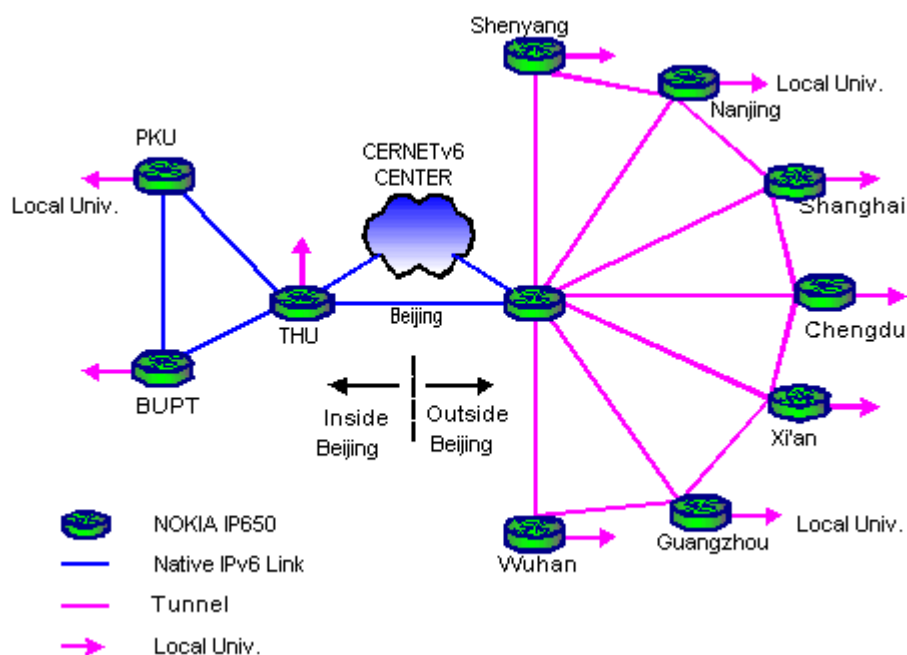 Shenyang
Local Univ.
Nanjing
PKU
CERNETv6
CENTER
Local Univ.
Shanghai
THU
Beijing
Chengdu
BUPT
Inside
Beijing
Outside
Beijing
Xi'an
NOKIA IP650
Wuhan
Guangzhou
Local Univ.
Native IPv6 Link
Tunnel
Local Univ.